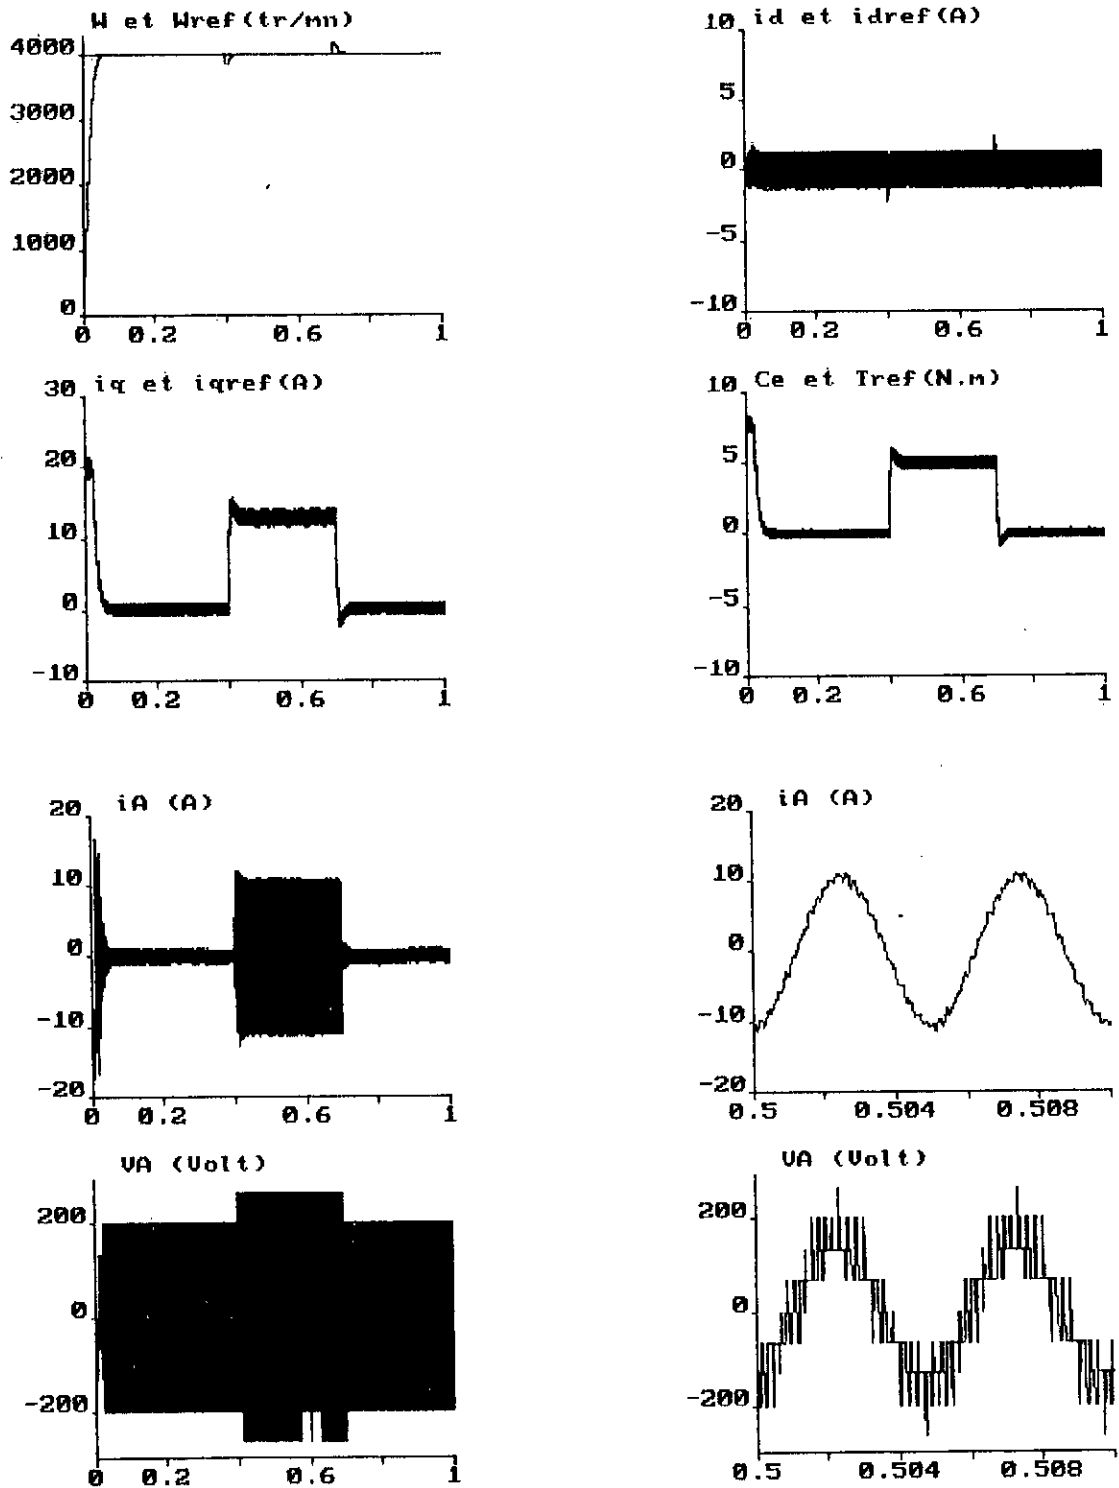 W et Wref(tr/mn)
4000
3000
2000
1000
0
0 0.2 0.6 1
id et idref(A)
10
5
0
-5
-10
0 0.2 0.6 1
iq et iqref(A)
30
20
10
0
-10
0 0.2 0.6 1
Ce et Tref(N.m)
10
5
0
-5
-10
0 0.2 0.6 1
iA (A)
20
10
0
-10
-20
0 0.2 0.6 1
iA (A)
20
10
0
-10
-20
0.5 0.504 0.508
VA (Volt)
200
0
-200
0 0.2 0.6 1
VA (Volt)
200
0
-200
0.5 0.504 0.508